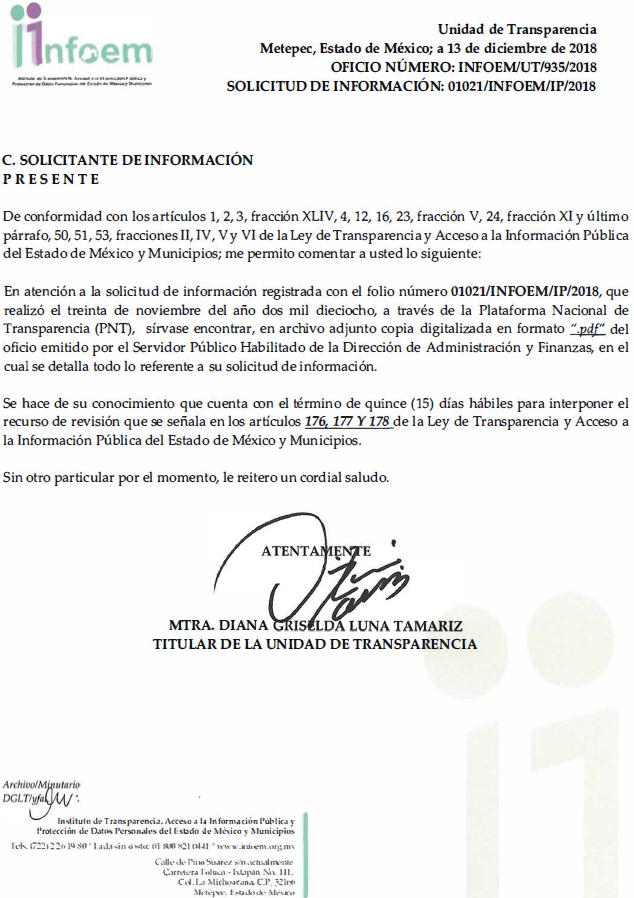 infoem
Instituto de Transparencia, Acceso a la Información Pública y
Protección de Datos Personales del Estado de México y Municipios
Unidad de Transparencia
Metepec, Estado de México; a 13 de diciembre de 2018
OFICIO NÚMERO: INFOEM/UT/935/2018
SOLICITUD DE INFORMACIÓN: 01021/INFOEM/IP/2018
C. SOLICITANTE DE INFORMACIÓN
P R E S E N T E
De conformidad con los artículos 1, 2, 3, fracción XLIV, 4, 12, 16, 23, fracción V, 24, fracción XI y último
párrafo, 50, 51, 53, fracciones II, IV, V y VI de la Ley de Transparencia y Acceso a la Información Pública
del Estado de México y Municipios; me permito comentar a usted lo siguiente:
En atención a la solicitud de información registrada con el folio número 01021/INFOEM/IP/2018, que
realizó el treinta de noviembre del año dos mil dieciocho, a través de la Plataforma Nacional de
Transparencia (PNT), sírvase encontrar, en archivo adjunto copia digitalizada en formato ".pdf" del
oficio emitido por el Servidor Público Habilitado de la Dirección de Administración y Finanzas, en el
cual se detalla todo lo referente a su solicitud de información.
Se hace de su conocimiento que cuenta con el término de quince (15) días hábiles para interponer el
recurso de revisión que se señala en los artículos 176, 177 Y 178 de la Ley de Transparencia y Acceso a
la Información Pública del Estado de México y Municipios.
Sin otro particular por el momento, le reitero un cordial saludo.
ATENTAMENTE
MTRA. DIANA GRISELDA LUNA TAMARIZ
TITULAR DE LA UNIDAD DE TRANSPARENCIA
Archivo/Minutario
DGLT/yfa
Instituto de Transparencia, Acceso a la Información Pública y
Protección de Datos Personales del Estado de México y Municipios
Tels. (722) 2 26 19 80 * Lada sin costo: 01 800 821 0441 * www.infoem.org.mx
Calle de Pino Suárez s/n actualmente
Carretera Toluca - Ixtapan No. 111,
Col. La Michoacana, C.P. 52166
Metepec, Estado de México